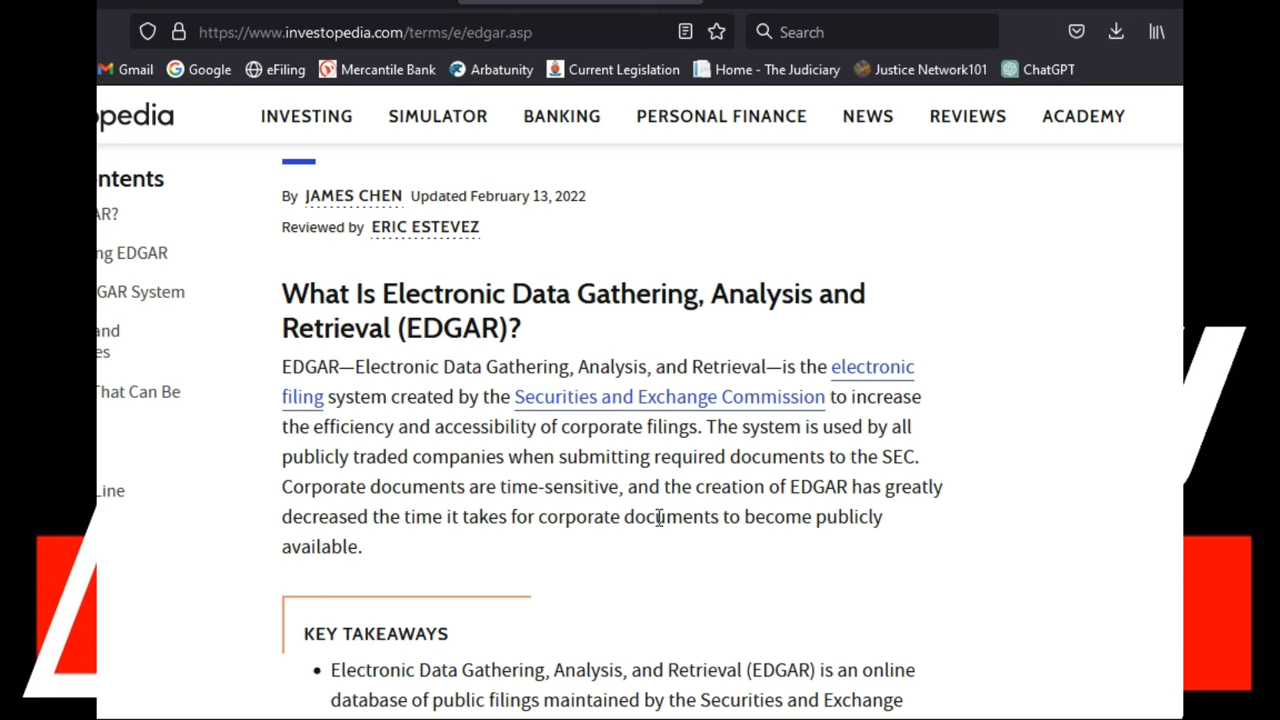 https://www.investopedia.com/terms/e/edgar.asp
Search
Gmail
Google
eFiling
Mercantile Bank
Arbatunity
Current Legislation
Home - The Judiciary
Justice Network101
ChatGPT
opedia
INVESTING
SIMULATOR
BANKING
PERSONAL FINANCE
NEWS
REVIEWS
ACADEMY
ntents
AR?
ng EDGAR
GAR System
and
es
That Can Be
Line
By JAMES CHEN Updated February 13, 2022
Reviewed by ERIC ESTEVEZ
What Is Electronic Data Gathering, Analysis and
Retrieval (EDGAR)?
EDGAR—Electronic Data Gathering, Analysis, and Retrieval—is the electronic
filing system created by the Securities and Exchange Commission to increase
the efficiency and accessibility of corporate filings. The system is used by all
publicly traded companies when submitting required documents to the SEC.
Corporate documents are time-sensitive, and the creation of EDGAR has greatly
decreased the time it takes for corporate documents to become publicly
available.
KEY TAKEAWAYS
• Electronic Data Gathering, Analysis, and Retrieval (EDGAR) is an online
database of public filings maintained by the Securities and Exchange